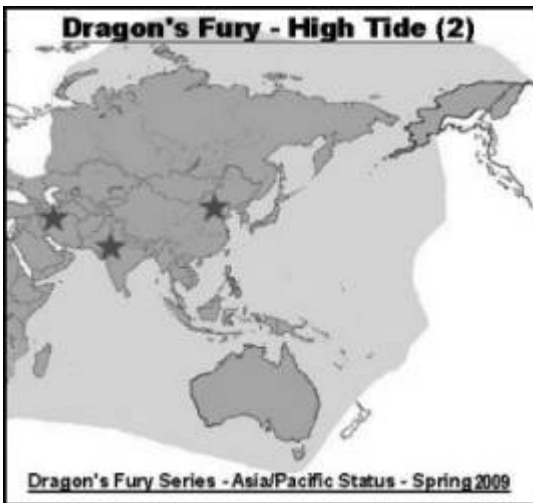 Dragon's Fury - High Tide (2)
Dragon's Fury Series - Asia/Pacific Status - Spring 2009